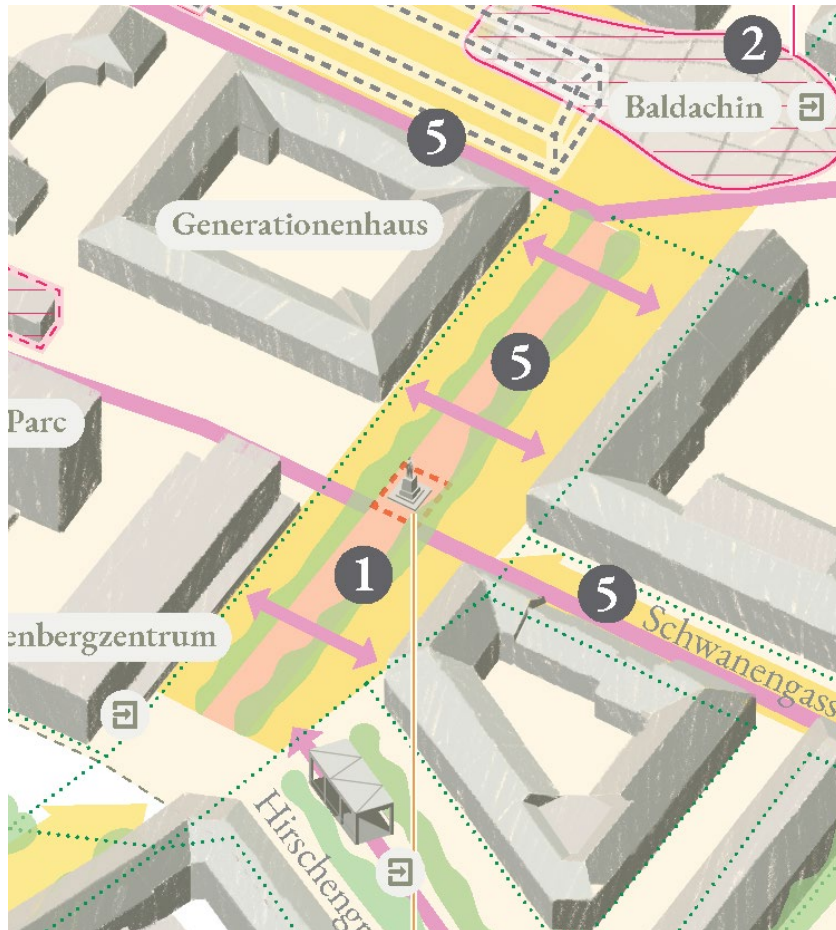 2
Baldachin
5
Generationenhaus
5
Parc
1
5
Schwanengass
enbergzentrum
Hirschengr